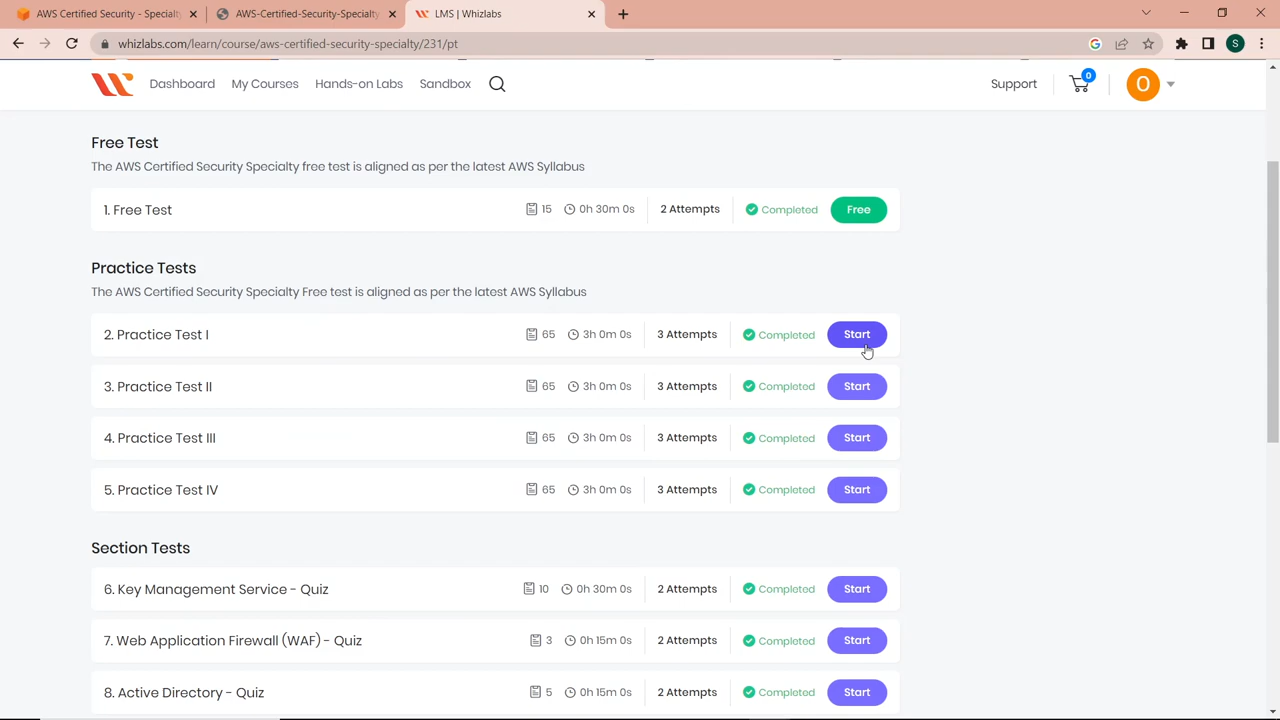 AWS Certified Security - Specialty
AWS-Certified-Security-Specialty
LMS | Whizlabs
whizlabs.com/learn/course/aws-certified-security-specialty/231/pt
S
Dashboard My Courses Hands-on Labs Sandbox Support 0 O
Free Test
The AWS Certified Security Specialty free test is aligned as per the latest AWS Syllabus
1. Free Test 15 0h 30m 0s 2 Attempts Completed Free
Practice Tests
The AWS Certified Security Specialty Free test is aligned as per the latest AWS Syllabus
2. Practice Test I 65 3h 0m 0s 3 Attempts Completed Start
3. Practice Test II 65 3h 0m 0s 3 Attempts Completed Start
4. Practice Test III 65 3h 0m 0s 3 Attempts Completed Start
5. Practice Test IV 65 3h 0m 0s 3 Attempts Completed Start
Section Tests
6. Key Management Service - Quiz 10 0h 30m 0s 2 Attempts Completed Start
7. Web Application Firewall (WAF) - Quiz 3 0h 15m 0s 2 Attempts Completed Start
8. Active Directory - Quiz 5 0h 15m 0s 2 Attempts Completed Start